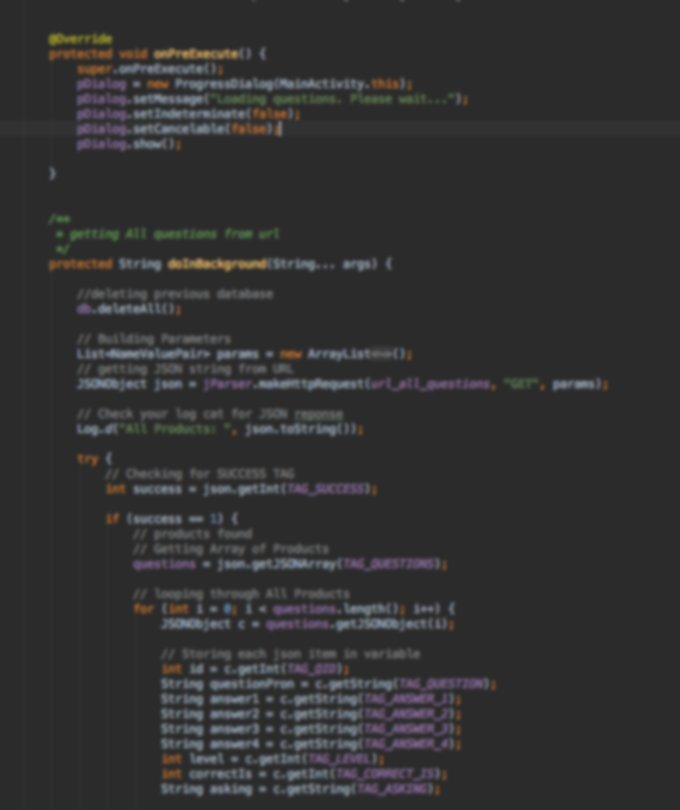 @Override
protected void onPreExecute() {
super.onPreExecute();
pDialog = new ProgressDialog(MainActivity.this);
pDialog.setMessage("Loading questions. Please wait...");
pDialog.setIndeterminate(false);
pDialog.setCancelable(false);
pDialog.show();
}
/**
* getting All questions from url
*/
protected String doInBackground(String... args) {
//deleting previous database
db.deleteAll();
// Building Parameters
List<NameValuePair> params = new ArrayList<~>();
// getting JSON string from URL
JSONObject json = jParser.makeHttpRequest(url_all_questions, "GET", params);
// Check your log cat for JSON reponse
Log.d("All Products: ", json.toString());
try {
// Checking for SUCCESS TAG
int success = json.getInt(TAG_SUCCESS);
if (success == 1) {
// products found
// Getting Array of Products
questions = json.getJSONArray(TAG_QUESTIONS);
// looping through All Products
for (int i = 0; i < questions.length(); i++) {
JSONObject c = questions.getJSONObject(i);
// Storing each json item in variable
int id = c.getInt(TAG_QID);
String questionPron = c.getString(TAG_QUESTION);
String answer1 = c.getString(TAG_ANSWER_1);
String answer2 = c.getString(TAG_ANSWER_2);
String answer3 = c.getString(TAG_ANSWER_3);
String answer4 = c.getString(TAG_ANSWER_4);
int level = c.getInt(TAG_LEVEL);
int correctIs = c.getInt(TAG_CORRECT_IS);
String asking = c.getString(TAG_ASKING);